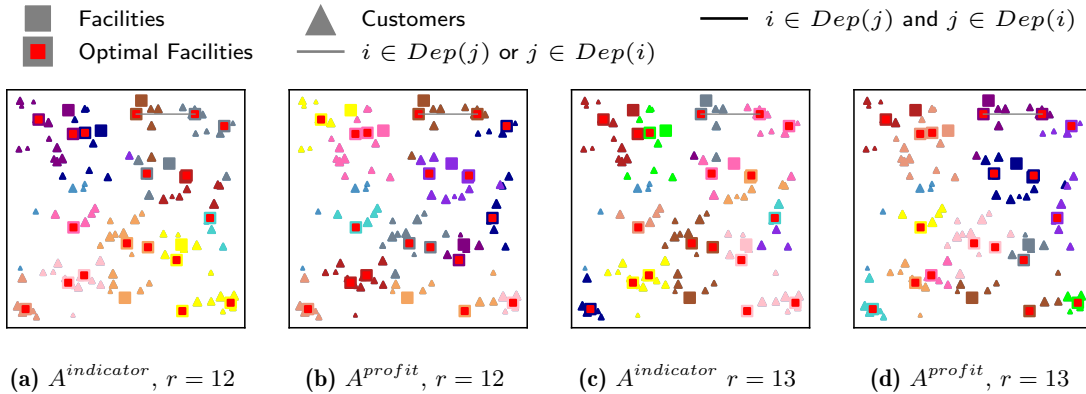 Facilities
Customers
i ∈ Dep(j) and j ∈ Dep(i)
Optimal Facilities
i ∈ Dep(j) or j ∈ Dep(i)
(a) A^{indicator}, r = 12
(b) A^{profit}, r = 12
(c) A^{indicator} r = 13
(d) A^{profit}, r = 13